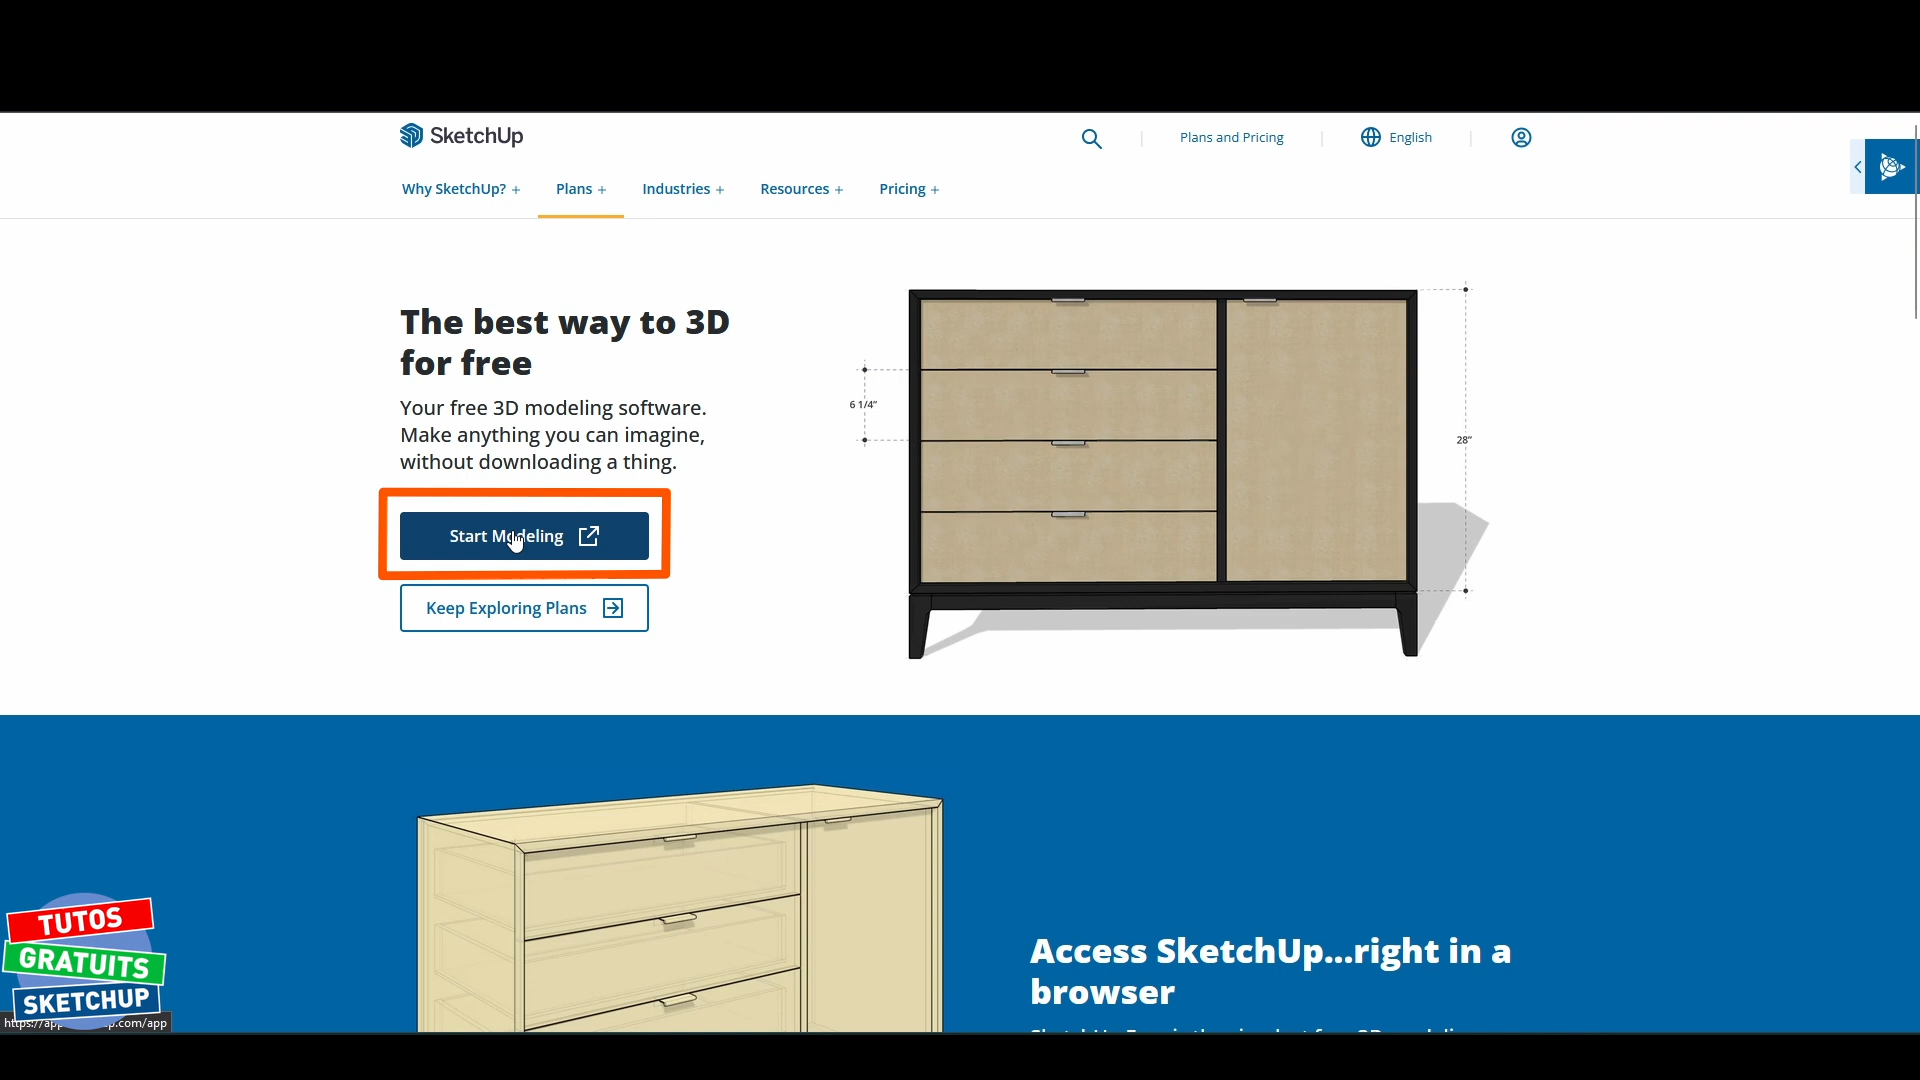 SketchUp
Plans and Pricing
English
Why SketchUp? +
Plans +
Industries +
Resources +
Pricing +
The best way to 3D
for free
Your free 3D modeling software.
Make anything you can imagine,
without downloading a thing.
Start Modeling
Keep Exploring Plans
6 1/4"
28"
Access SketchUp...right in a
browser
TUTOS
GRATUITS
SKETCHUP